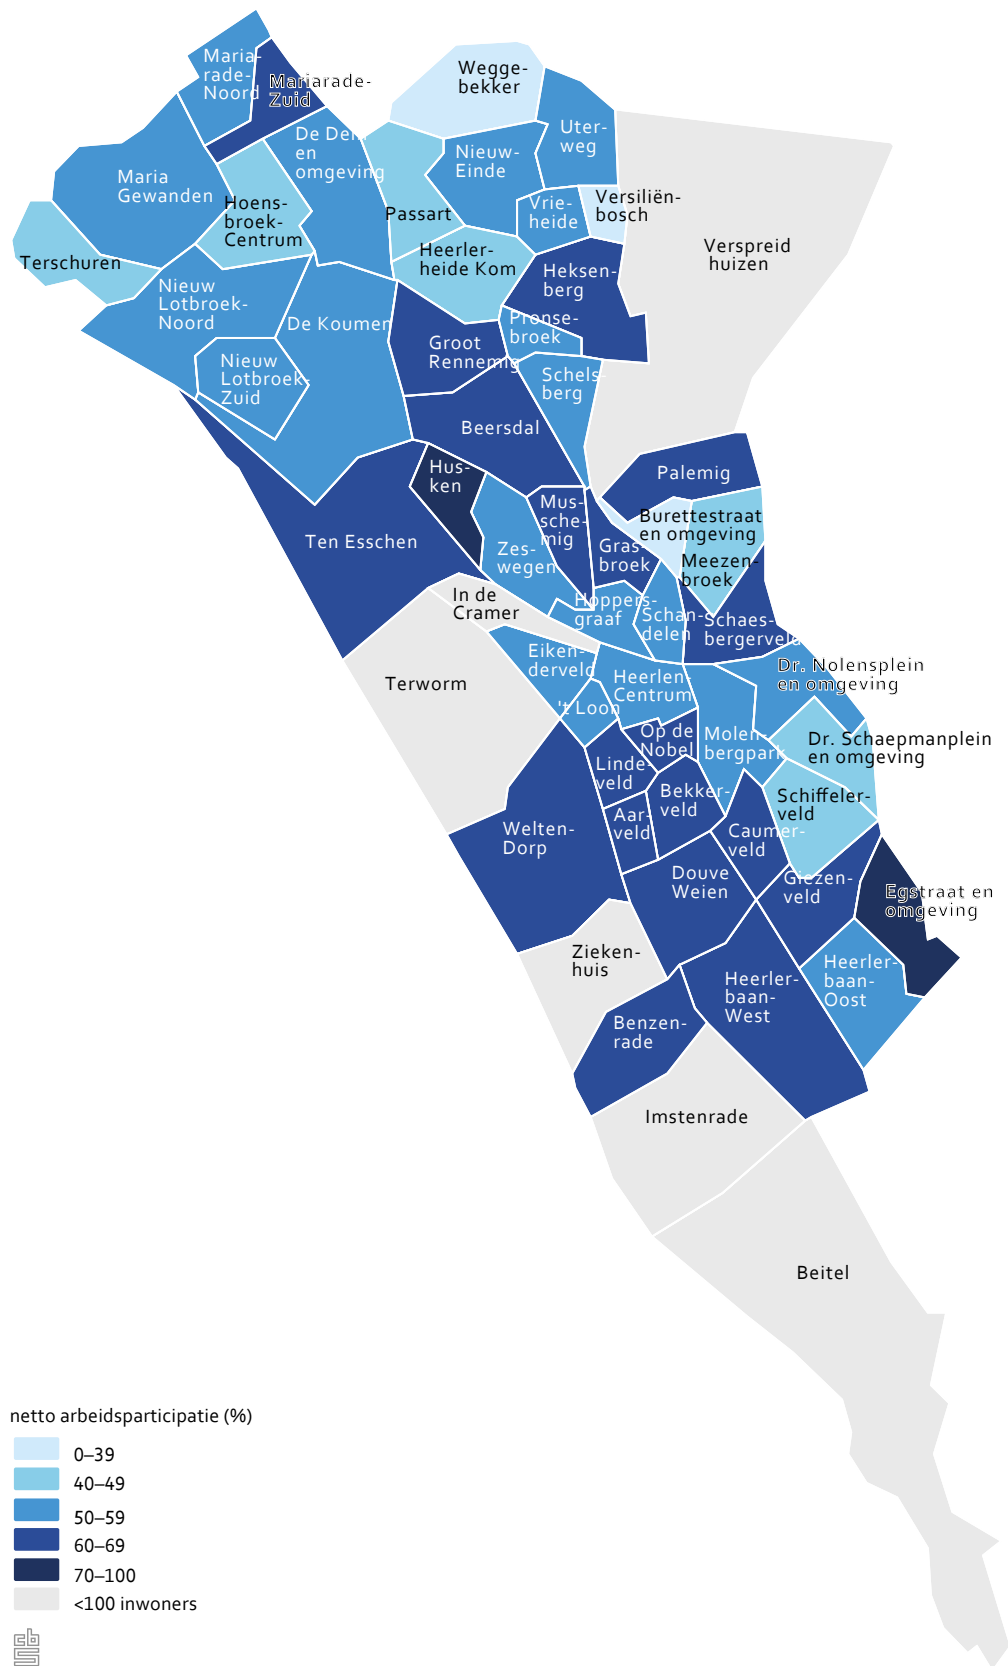 Maria-
rade-
Noord
Mariarade-
Zuid
Wegge-
bekker
Uter-
weg
De Dem
en
omgeving
Nieuw-
Einde
Maria
Gewanden
Hoens-
broek-
Centrum
Passart
Vrie-
heide
Versiliën-
bosch
Terschuren
Heerler-
heide Kom
Verspreid
huizen
Heksen-
berg
Nieuw
Lotbroek-
Noord
De Koumen
Pronse-
broek
Groot
Rennemig
Nieuw
Lotbroek-
Zuid
Schels-
berg
Beersdal
Hus-
ken
Palemig
Mus-
sche-
mig
Burettestraat
en omgeving
Ten Esschen
Zes-
wegen
Gras-
broek
Meezen-
broek
In de
Cramer
Hoppers-
graaf
Schan-
delen
Schaes-
bergerveld
Eiken-
derveld
Dr. Nolensplein
en omgeving
Terworm
Heerlen-
Centrum
't Loon
Op de
Nobel
Molen-
bergpark
Dr. Schaepmanplein
en omgeving
Linde-
veld
Bekker-
veld
Schiffeler-
veld
Welten-
Dorp
Aar-
veld
Caumer-
veld
Douve
Weien
Giezen-
veld
Egstraat en
omgeving
Zieken-
huis
Heerler-
baan-
Oost
Heerler-
baan-
West
Benzen-
rade
Imstenrade
Beitel
netto arbeidsparticipatie (%)
0–39
40–49
50–59
60–69
70–100
<100 inwoners
cbs